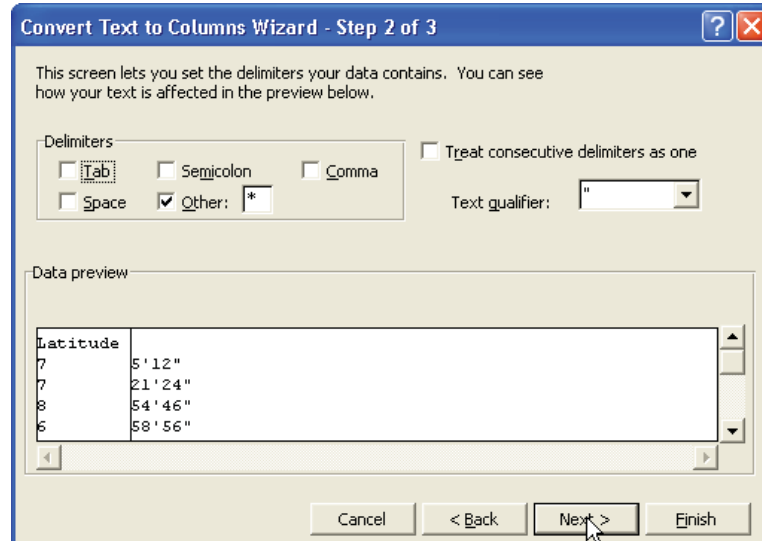 Convert Text to Columns Wizard - Step 2 of 3
This screen lets you set the delimiters your data contains. You can see
how your text is affected in the preview below.
Delimiters
Tab Semicolon Comma
Space Other: *
Treat consecutive delimiters as one
Text qualifier: "
Data preview
Latitude
7 5'12"
7 21'24"
8 54'46"
6 58'56"
Cancel < Back Next > Finish